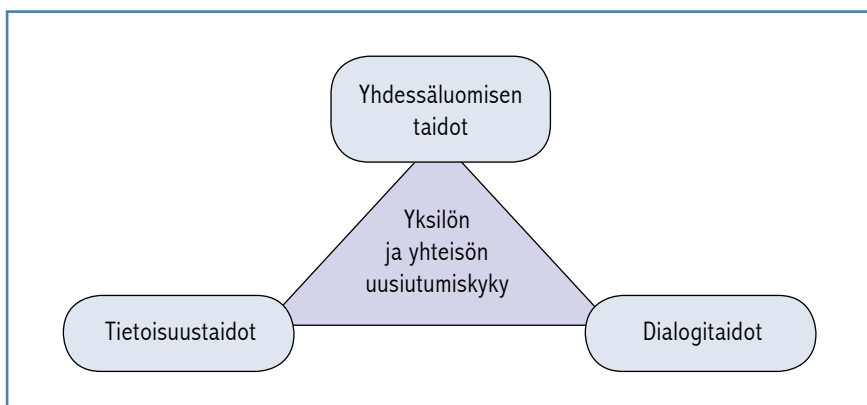 Yhdessäluomisen
taidot
Yksilön
ja yhteisön
uusiutumiskyky
Tietoisuustaidot
Dialogitaidot